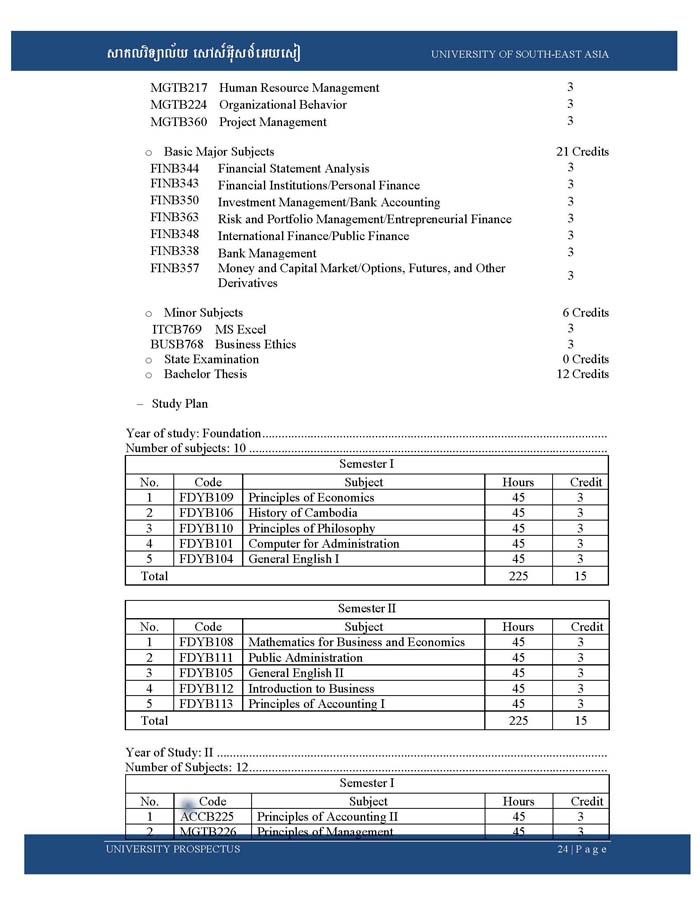 សាកលវិទ្យាល័យ សៅស៍អ៊ីសថ៍អេយសៀ UNIVERSITY OF SOUTH-EAST ASIA
MGTB217 Human Resource Management 3
MGTB224 Organizational Behavior 3
MGTB360 Project Management 3
o Basic Major Subjects 21 Credits
FINB344 Financial Statement Analysis 3
FINB343 Financial Institutions/Personal Finance 3
FINB350 Investment Management/Bank Accounting 3
FINB363 Risk and Portfolio Management/Entrepreneurial Finance 3
FINB348 International Finance/Public Finance 3
FINB338 Bank Management 3
FINB357 Money and Capital Market/Options, Futures, and Other
Derivatives 3
o Minor Subjects 6 Credits
ITCB769 MS Excel 3
BUSB768 Business Ethics 3
o State Examination 0 Credits
o Bachelor Thesis 12 Credits
– Study Plan
Year of study: Foundation..........................................................................................................
Number of subjects: 10 ..............................................................................................................
Semester I
No. Code Subject Hours Credit
1 FDYB109 Principles of Economics 45 3
2 FDYB106 History of Cambodia 45 3
3 FDYB110 Principles of Philosophy 45 3
4 FDYB101 Computer for Administration 45 3
5 FDYB104 General English I 45 3
Total 225 15
Semester II
No. Code Subject Hours Credit
1 FDYB108 Mathematics for Business and Economics 45 3
2 FDYB111 Public Administration 45 3
3 FDYB105 General English II 45 3
4 FDYB112 Introduction to Business 45 3
5 FDYB113 Principles of Accounting I 45 3
Total 225 15
Year of Study: II ........................................................................................................................
Number of Subjects: 12..............................................................................................................
Semester I
No. Code Subject Hours Credit
1 ACCB225 Principles of Accounting II 45 3
2 MGTB226 Principles of Management 45 3
UNIVERSITY PROSPECTUS 24 | P a g e